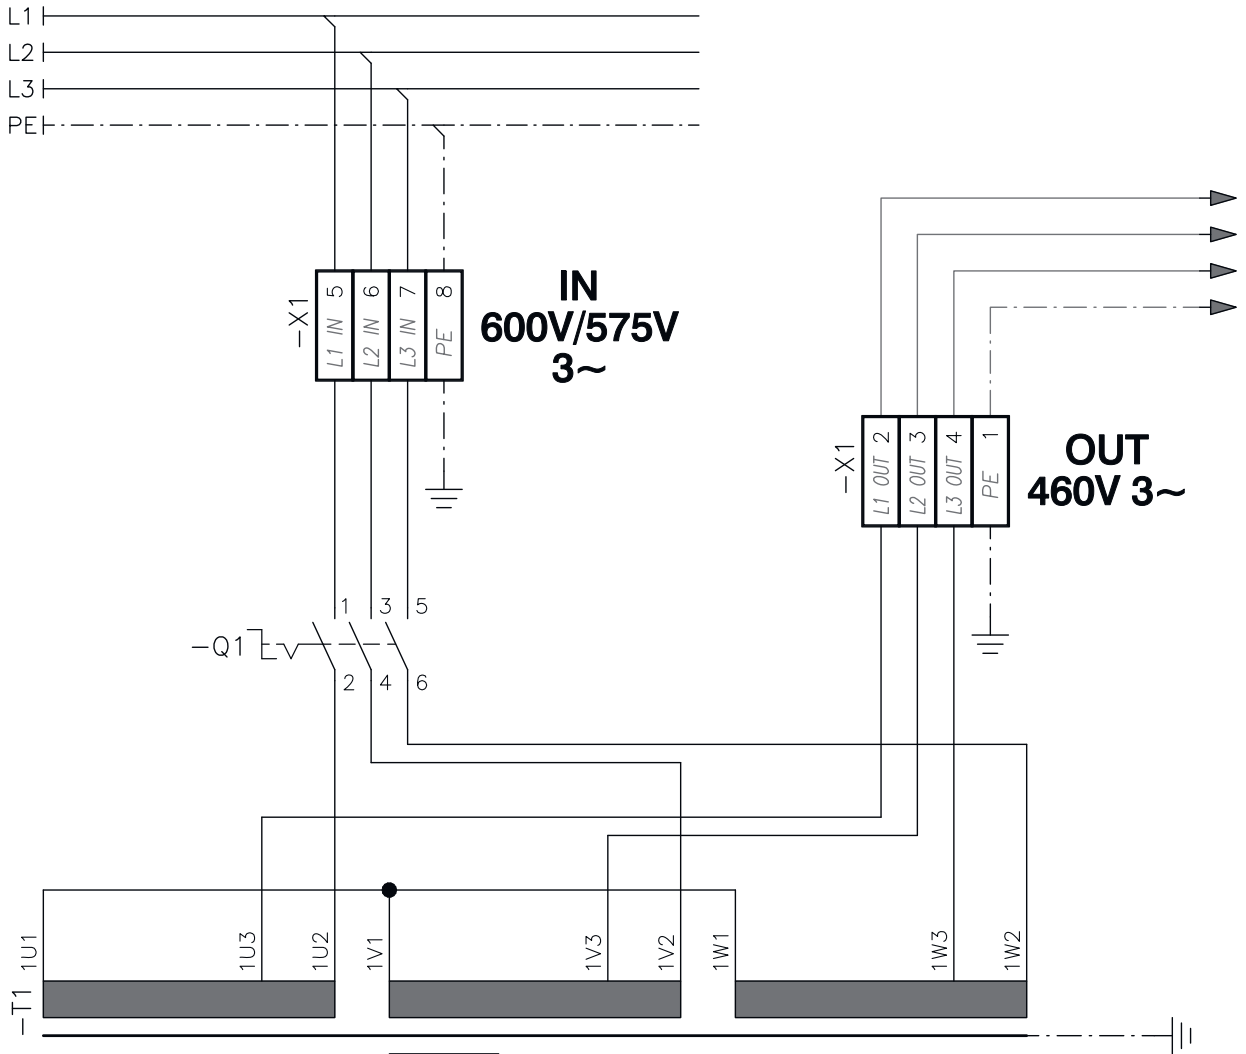 L1
L2
L3
PE
-X1
L1 IN 5
L2 IN 6
L3 IN 7
PE 8
IN
600V/575V
3~
-X1
L1 OUT 2
L2 OUT 3
L3 OUT 4
PE 1
OUT
460V 3~
-Q1
1 3 5
2 4 6
-T1
1U1
1U3
1U2
1V1
1V3
1V2
1W1
1W3
1W2